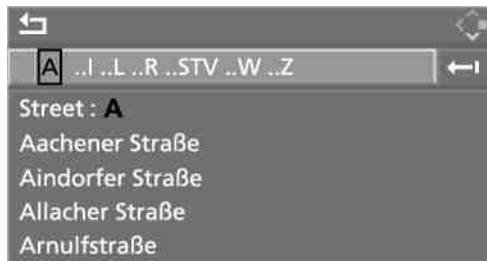 A ..I ..L ..R ..STV ..W ..Z
Street : A
Aachener Straße
Aindorfer Straße
Allacher Straße
Arnulfstraße